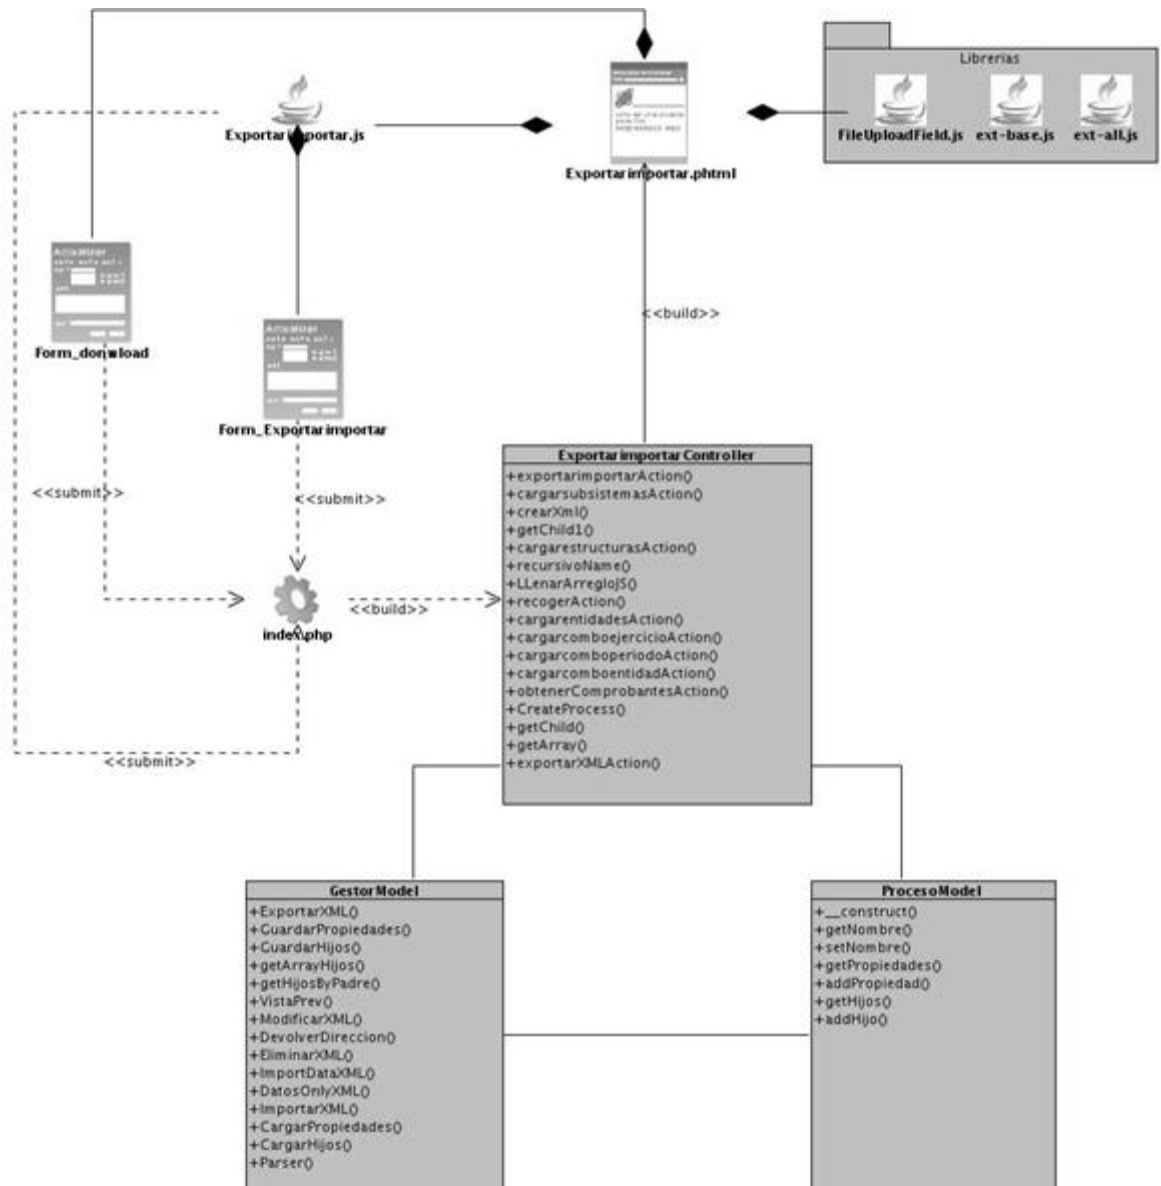 Librerias
FileUploadField.js ext-base.js ext-all.js
Exportarimportar.js
Exportarimportar.phtml
Actualizar
Form_donwload
<<build>>
Actualizar
Form_Exportarimportar
<<submit>>
<<submit>>
index.php
<<build>>
<<submit>>
ExportarimportarController
+exportarimportarAction()
+cargarsubsistemasAction()
+crearXml()
+getChild1()
+cargarestructurasAction()
+recursivoName()
+LLenarArregloJS()
+recogerAction()
+cargarentidadesAction()
+cargarcomboejercicioAction()
+cargarcomboperiodoAction()
+cargarcomboentidadAction()
+obtenerComprobantesAction()
+CreateProcess()
+getChild()
+getArray()
+exportarXMLAction()
GestorModel
+ExportarXML()
+GuardarPropiedades()
+GuardarHijos()
+getArrayHijos()
+getHijosByPadre()
+VistaPrev()
+ModificarXML()
+DevolverDireccion()
+EliminarXML()
+ImportDataXML()
+DatosOnlyXML()
+ImportarXML()
+CargarPropiedades()
+CargarHijos()
+Parser()
ProcesoModel
+__construct()
+getNombre()
+setNombre()
+getPropiedades()
+addPropiedad()
+getHijos()
+addHijo()